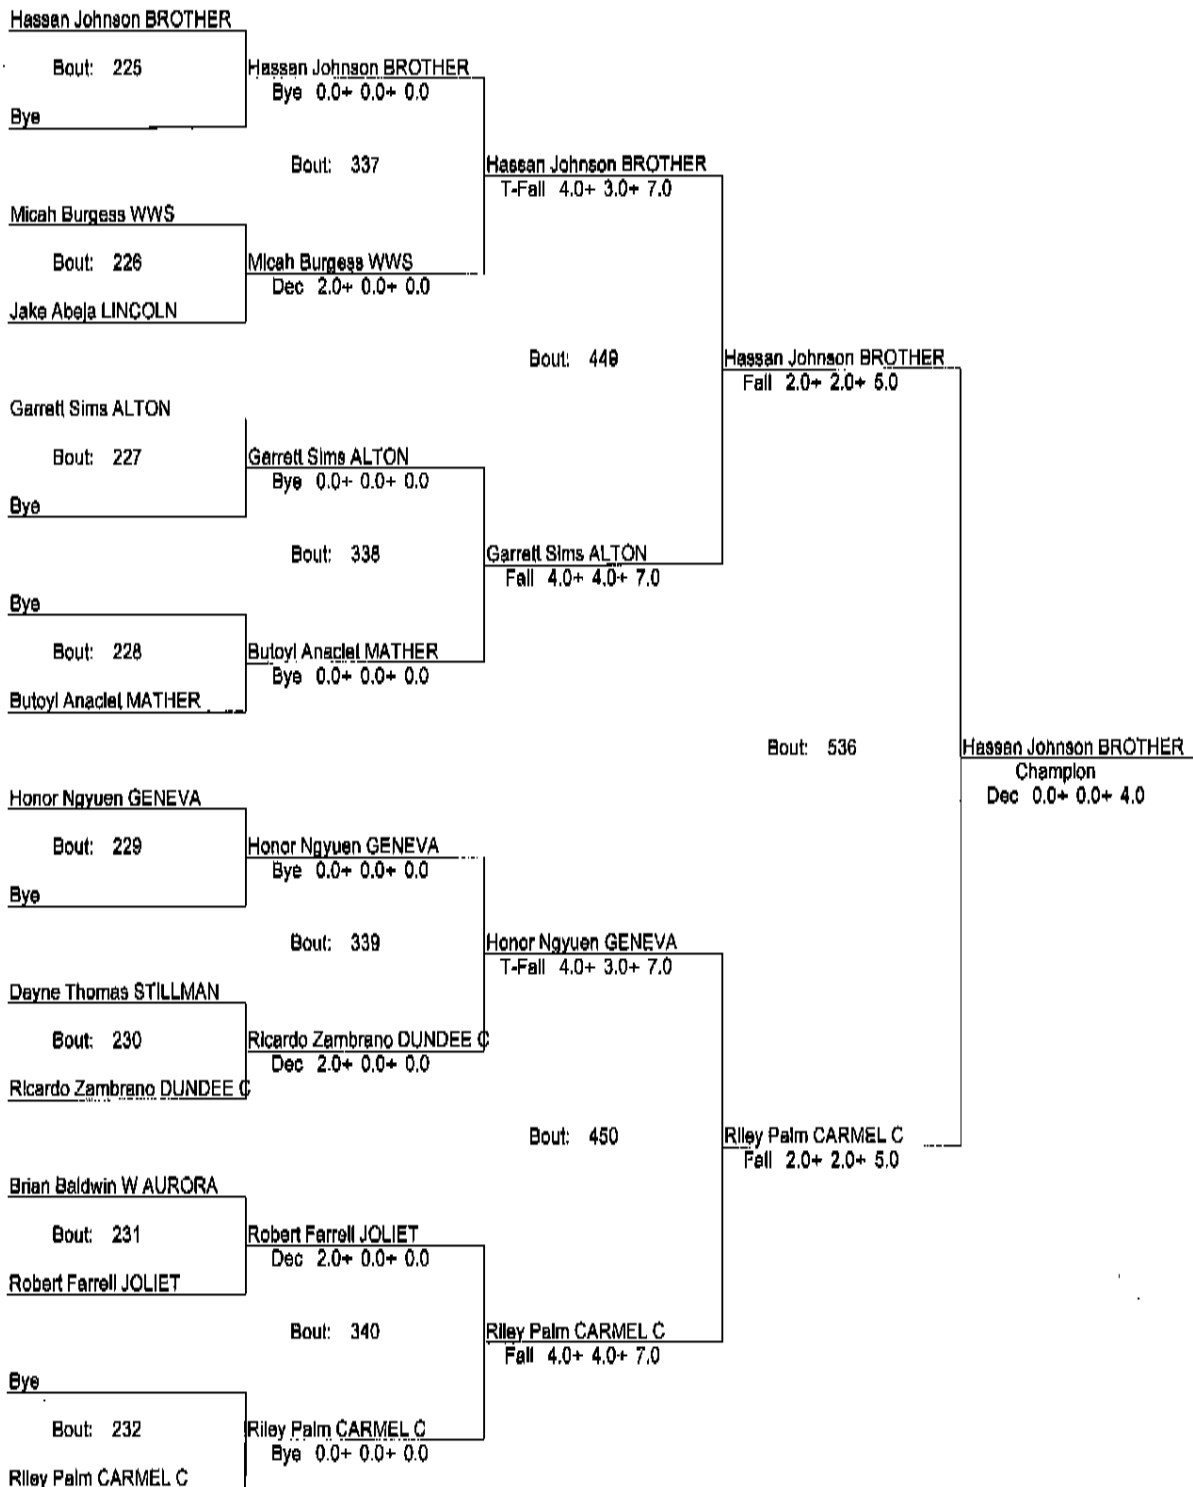 Hassan Johnson BROTHER
Bout: 225
Hassan Johnson BROTHER
Bye 0.0+ 0.0+ 0.0
Bye
Bout: 337
Hassan Johnson BROTHER
T-Fall 4.0+ 3.0+ 7.0
Micah Burgess WWS
Bout: 226
Micah Burgess WWS
Dec 2.0+ 0.0+ 0.0
Jake Abeja LINCOLN
Bout: 449
Hassan Johnson BROTHER
Fall 2.0+ 2.0+ 5.0
Garrett Sims ALTON
Bout: 227
Garrett Sims ALTON
Bye 0.0+ 0.0+ 0.0
Bye
Bout: 338
Garrett Sims ALTON
Fall 4.0+ 4.0+ 7.0
Bye
Bout: 228
Butoyl Anaclet MATHER
Bye 0.0+ 0.0+ 0.0
Butoyl Anaclet MATHER
Bout: 536
Hassan Johnson BROTHER
Champion
Dec 0.0+ 0.0+ 4.0
Honor Ngyuen GENEVA
Bout: 229
Honor Ngyuen GENEVA
Bye 0.0+ 0.0+ 0.0
Bye
Bout: 339
Honor Ngyuen GENEVA
T-Fall 4.0+ 3.0+ 7.0
Dayne Thomas STILLMAN
Bout: 230
Ricardo Zambrano DUNDEE C
Dec 2.0+ 0.0+ 0.0
Ricardo Zambrano DUNDEE C
Bout: 450
Riley Palm CARMEL C
Fall 2.0+ 2.0+ 5.0
Brian Baldwin W AURORA
Bout: 231
Robert Farrell JOLIET
Dec 2.0+ 0.0+ 0.0
Robert Farrell JOLIET
Bout: 340
Riley Palm CARMEL C
Fall 4.0+ 4.0+ 7.0
Bye
Bout: 232
Riley Palm CARMEL C
Bye 0.0+ 0.0+ 0.0
Riley Palm CARMEL C